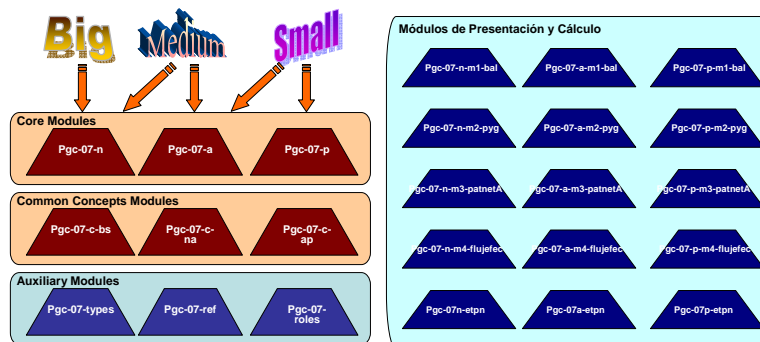 Big
Medium
Small
Core Modules
Pgc-07-n
Pgc-07-a
Pgc-07-p
Common Concepts Modules
Pgc-07-c-bs
Pgc-07-c-
na
Pgc-07-c-
ap
Auxiliary Modules
Pgc-07-types
Pgc-07-ref
Pgc-07-
roles
Módulos de Presentación y Cálculo
Pgc-07-n-m1-bal
Pgc-07-a-m1-bal
Pgc-07-p-m1-bal
Pgc-07-n-m2-pyg
Pgc-07-a-m2-pyg
Pgc-07-p-m2-pyg
Pgc-07-n-m3-patnetA
Pgc-07-a-m3-patnetA
Pgc-07-p-m3-patnetA
Pgc-07-n-m4-flujefec
Pgc-07-a-m4-flujefec
Pgc-07-p-m4-flujefec
Pgc-07n-etpn
Pgc-07a-etpn
Pgc-07p-etpn